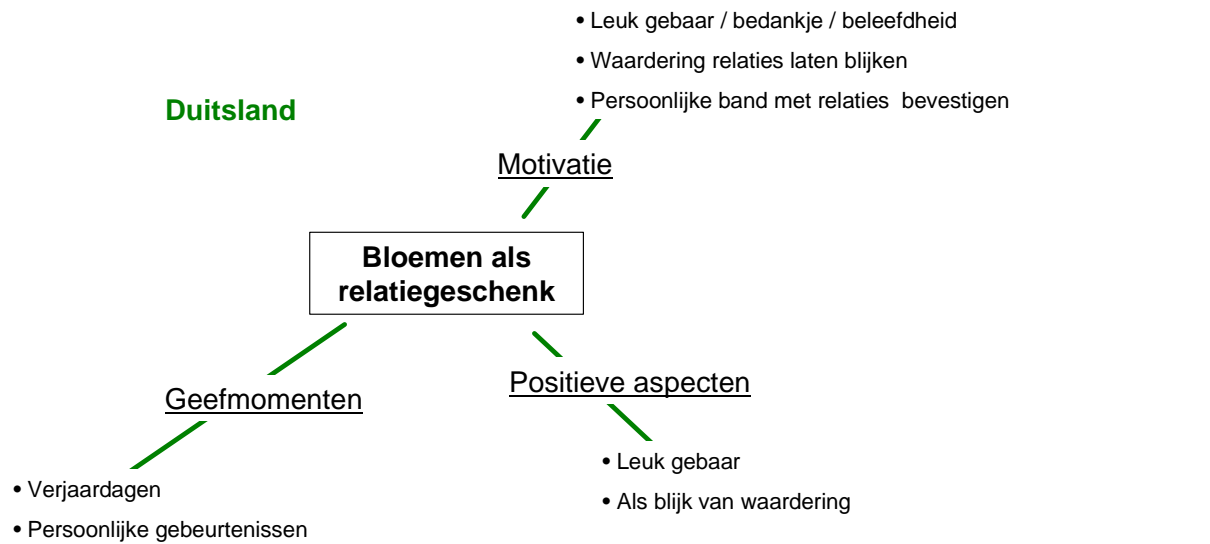 • Leuk gebaar / bedankje / beleefdheid
• Waardering relaties laten blijken
• Persoonlijke band met relaties bevestigen
Duitsland
Motivatie
Bloemen als
relatiegeschenk
Geefmomenten
Positieve aspecten
• Verjaardagen
• Persoonlijke gebeurtenissen
• Leuk gebaar
• Als blijk van waardering